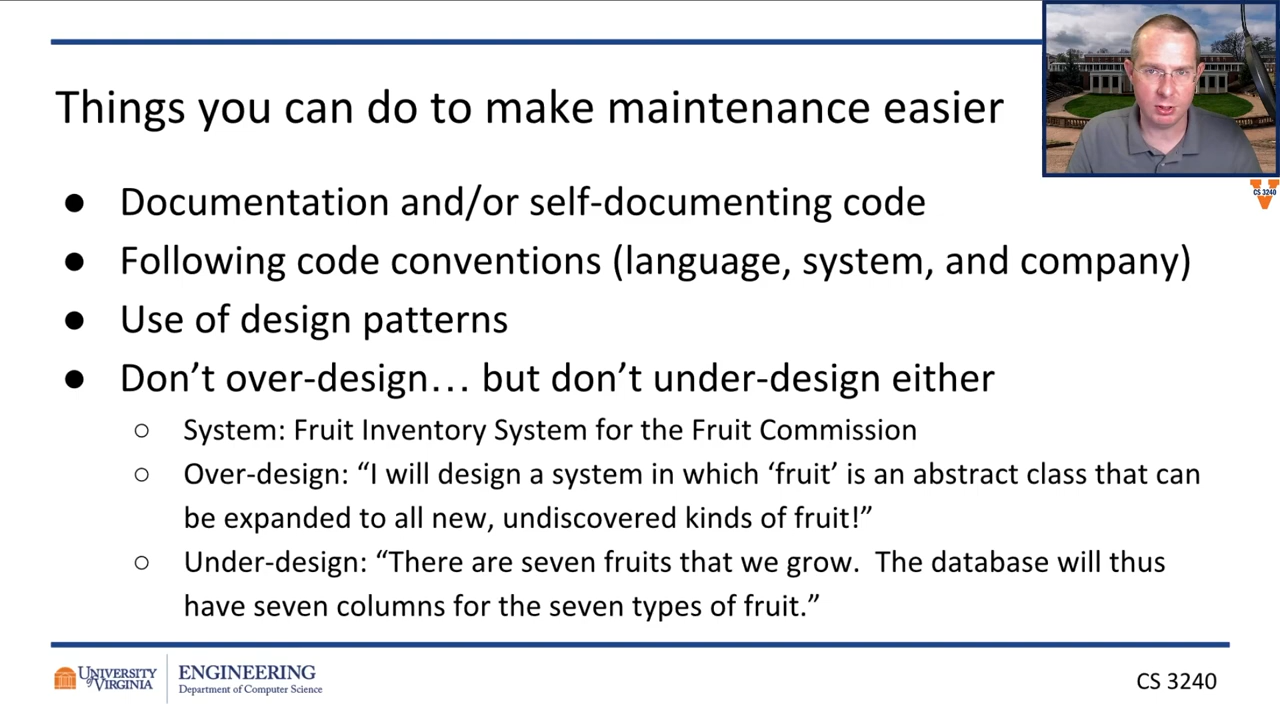 Things you can do to make maintenance easier
CS 3240
● Documentation and/or self-documenting code
● Following code conventions (language, system, and company)
● Use of design patterns
● Don’t over-design… but don’t under-design either
○ System: Fruit Inventory System for the Fruit Commission
○ Over-design: “I will design a system in which ‘fruit’ is an abstract class that can
be expanded to all new, undiscovered kinds of fruit!”
○ Under-design: “There are seven fruits that we grow.  The database will thus
have seven columns for the seven types of fruit.”
UNIVERSITY
of VIRGINIA
ENGINEERING
Department of Computer Science
CS 3240